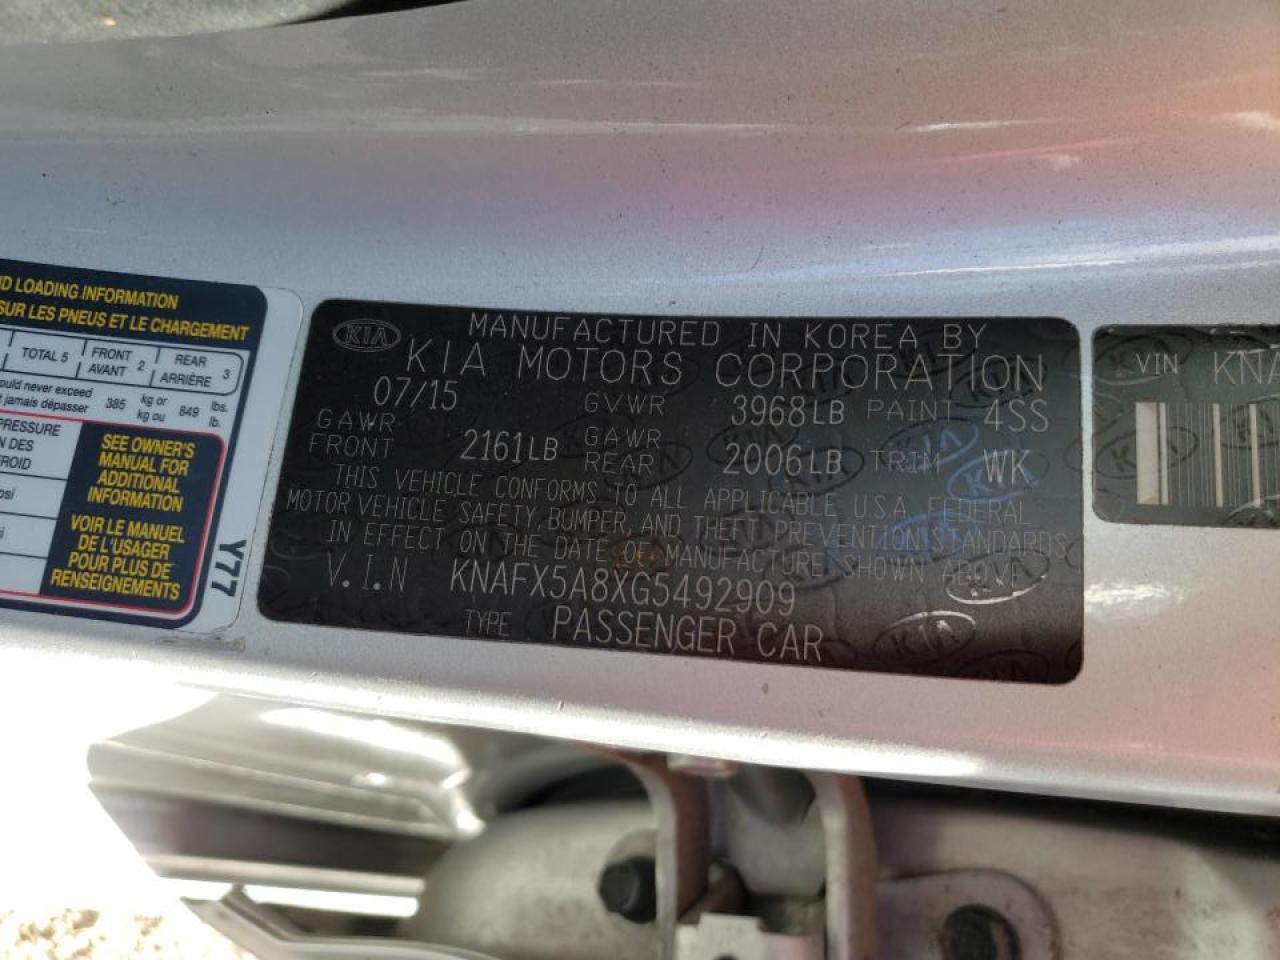 D LOADING INFORMATION
SUR LES PNEUS ET LE CHARGEMENT
TOTAL 5 FRONT AVANT 2 REAR ARRIÈRE 3
ould never exceed
t jamais dépasser 385 kg or kg ou 849 lbs. lb.
PRESSURE
N DES
ROID
psi
i
SEE OWNER'S
MANUAL FOR
ADDITIONAL
INFORMATION
VOIR LE MANUEL
DE L'USAGER
POUR PLUS DE
RENSEIGNEMENTS
Y77
KIA
MANUFACTURED IN KOREA BY
KIA MOTORS CORPORATION
07/15 GVWR 3968LB PAINT 4SS
GAWR FRONT 2161LB GAWR REAR 2006LB TRIM WK
THIS VEHICLE CONFORMS TO ALL APPLICABLE U.S.A. FEDERAL
MOTOR VEHICLE SAFETY, BUMPER, AND THEFT PREVENTION STANDARDS
IN EFFECT ON THE DATE OF MANUFACTURE SHOWN ABOVE
V.I.N KNAFX5A8XG5492909
TYPE PASSENGER CAR
VIN KNA